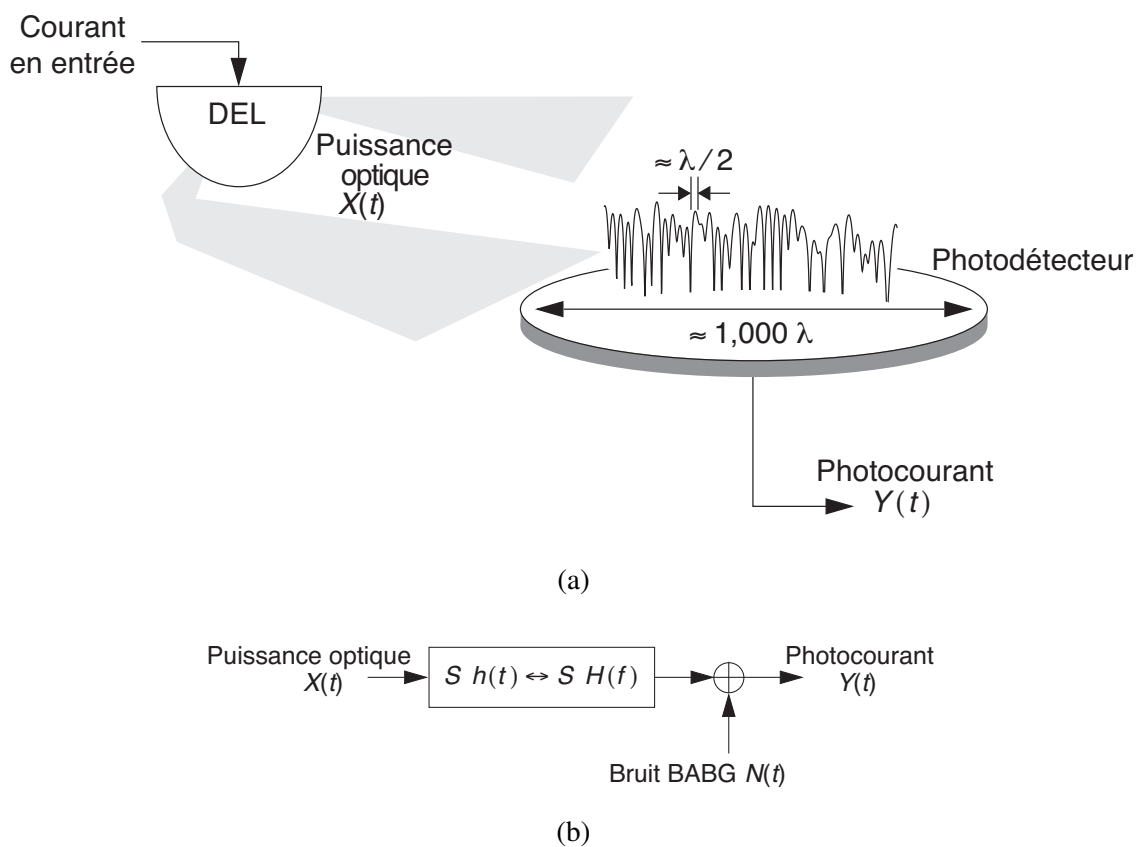 Courant
en entrée
DEL
Puissance
optique
X(t)
≈ λ / 2
Photodétecteur
≈ 1,000 λ
Photocourant
Y(t)
(a)
Puissance optique
X(t)
S h(t) ↔ S H(f)
Photocourant
Y(t)
Bruit BABG N(t)
(b)